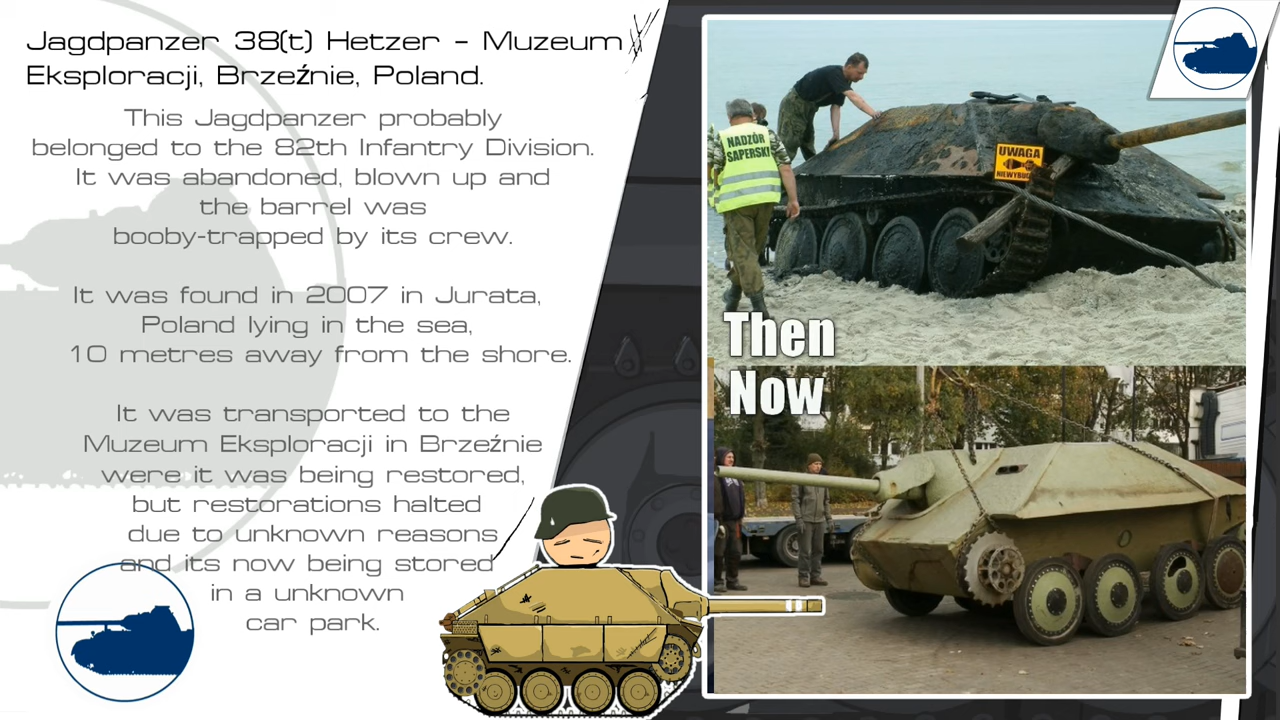 Jagdpanzer 38(t) Hetzer - Muzeum
Eksploracji, Brzeźnie, Poland.
This Jagdpanzer probably
belonged to the 82th Infantry Division.
It was abandoned, blown up and
the barrel was
booby-trapped by its crew.
It was found in 2007 in Jurata,
Poland lying in the sea,
10 metres away from the shore.
It was transported to the
Muzeum Eksploracji in Brzeźnie
were it was being restored,
but restorations halted
due to unknown reasons
and its now being stored
in a unknown
car park.
NADZÓR
SAPERSKI
UWAGA
NIEWYBUCH
Then
Now